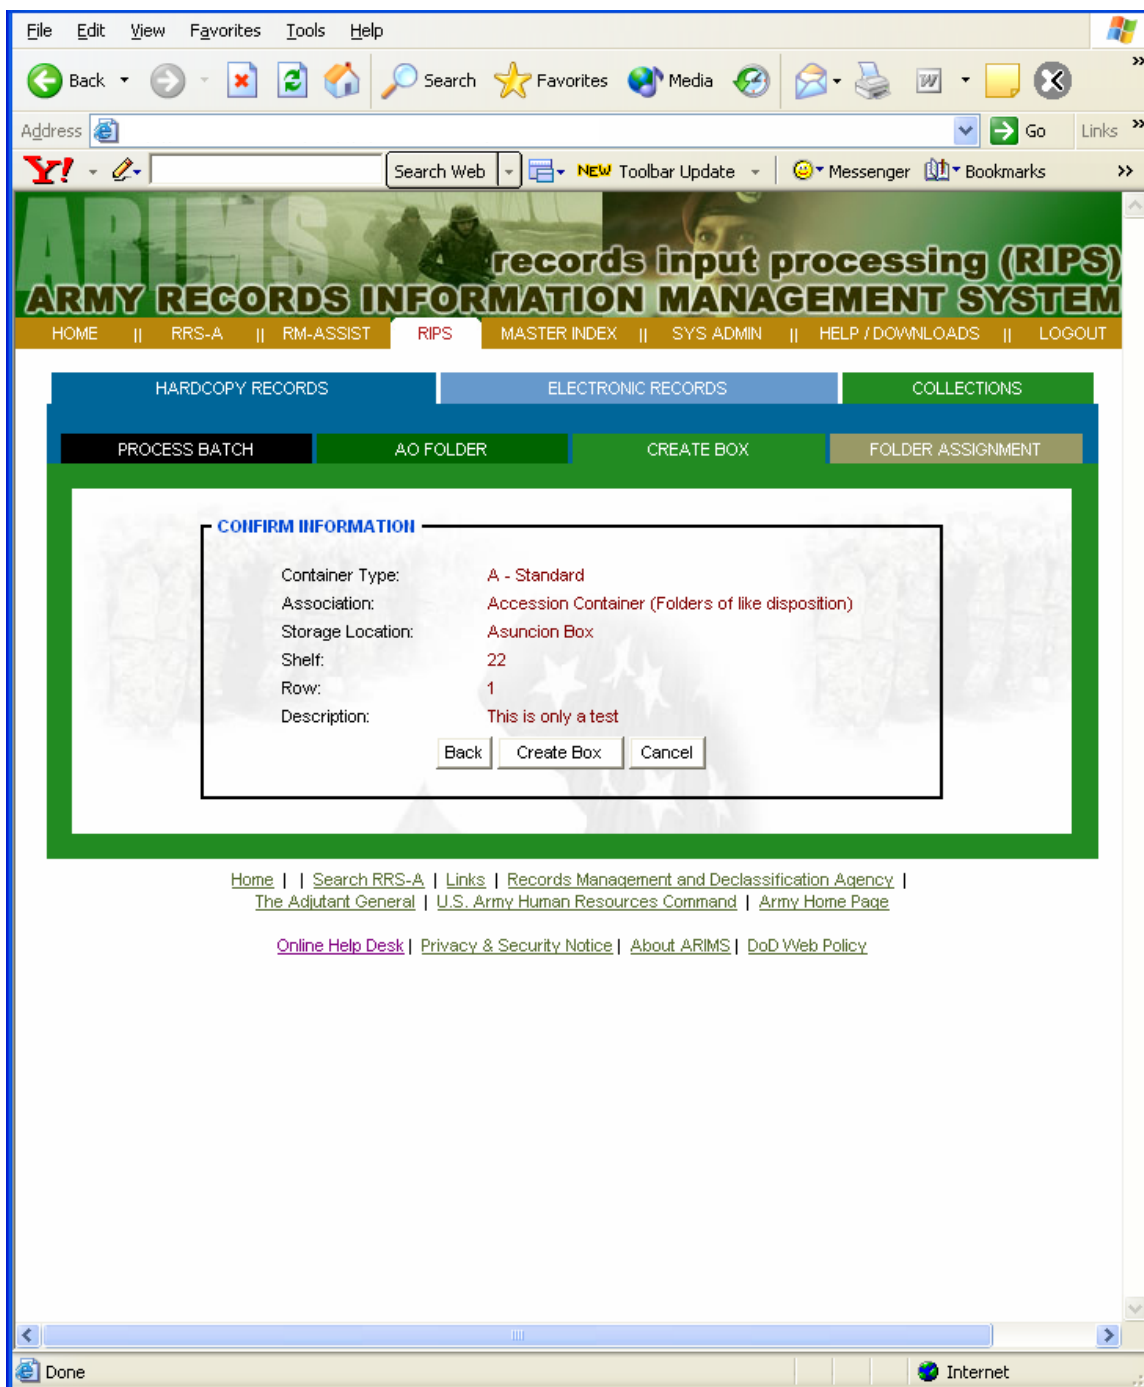 File Edit View Favorites Tools Help
Back Search Favorites Media
Address Go Links »
Y! Search Web NEW Toolbar Update Messenger Bookmarks »
ARIMS
records input processing (RIPS)
ARMY RECORDS INFORMATION MANAGEMENT SYSTEM
HOME || RRS-A || RM-ASSIST RIPS MASTER INDEX || SYS ADMIN || HELP / DOWNLOADS || LOGOUT
HARDCOPY RECORDS ELECTRONIC RECORDS COLLECTIONS
PROCESS BATCH AO FOLDER CREATE BOX FOLDER ASSIGNMENT
CONFIRM INFORMATION
Container Type: A - Standard
Association: Accession Container (Folders of like disposition)
Storage Location: Asuncion Box
Shelf: 22
Row: 1
Description: This is only a test
Back Create Box Cancel
Home | | Search RRS-A | Links | Records Management and Declassification Agency |
The Adjutant General | U.S. Army Human Resources Command | Army Home Page
Online Help Desk | Privacy & Security Notice | About ARIMS | DoD Web Policy
Done Internet